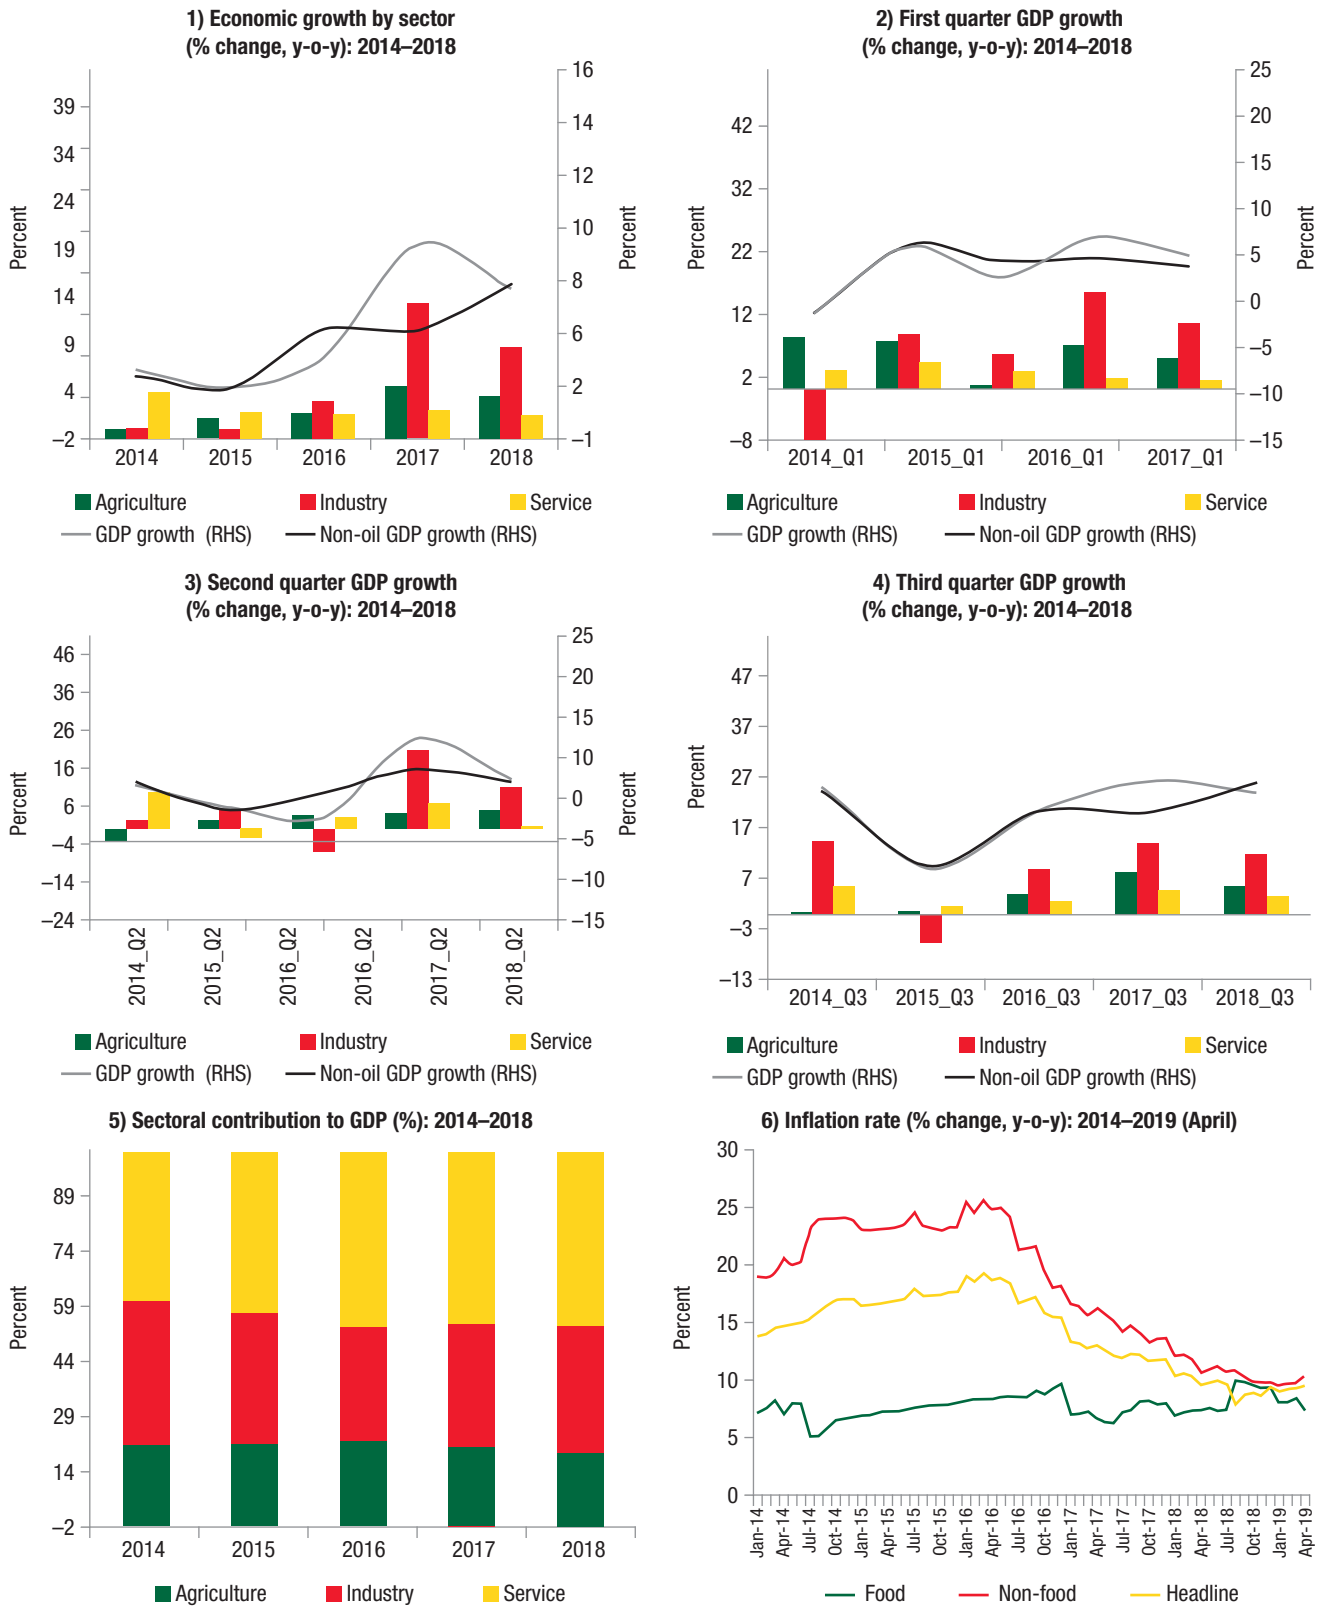 1) Economic growth by sector
(% change, y-o-y): 2014–2018
Percent
39
34
24
19
14
9
4
–2
16
14
12
10
8
6
2
–1
Percent
2014 2015 2016 2017 2018
Agriculture Industry Service
GDP growth (RHS) Non-oil GDP growth (RHS)
2) First quarter GDP growth
(% change, y-o-y): 2014–2018
Percent
42
32
22
12
2
–8
25
20
15
10
5
0
–5
–10
–15
Percent
2014_Q1 2015_Q1 2016_Q1 2017_Q1
Agriculture Industry Service
GDP growth (RHS) Non-oil GDP growth (RHS)
3) Second quarter GDP growth
(% change, y-o-y): 2014–2018
Percent
46
36
26
16
6
–4
–14
–24
25
20
15
10
5
0
–5
–10
–15
Percent
2014_Q2 2015_Q2 2016_Q2 2016_Q2 2017_Q2 2018_Q2
Agriculture Industry Service
GDP growth (RHS) Non-oil GDP growth (RHS)
4) Third quarter GDP growth
(% change, y-o-y): 2014–2018
Percent
47
37
27
17
7
–3
–13
2014_Q3 2015_Q3 2016_Q3 2017_Q3 2018_Q3
Agriculture Industry Service
GDP growth (RHS) Non-oil GDP growth (RHS)
5) Sectoral contribution to GDP (%): 2014–2018
Percent
89
74
59
44
29
14
–2
2014 2015 2016 2017 2018
Agriculture Industry Service
6) Inflation rate (% change, y-o-y): 2014–2019 (April)
Percent
30
25
20
15
10
5
0
Jan-14 Apr-14 Jul-14 Oct-14 Jan-15 Apr-15 Jul-15 Oct-15 Jan-16 Apr-16 Jul-16 Oct-16 Jan-17 Apr-17 Jul-17 Oct-17 Jan-18 Apr-18 Jul-18 Oct-18 Jan-19 Apr-19
Food Non-food Headline